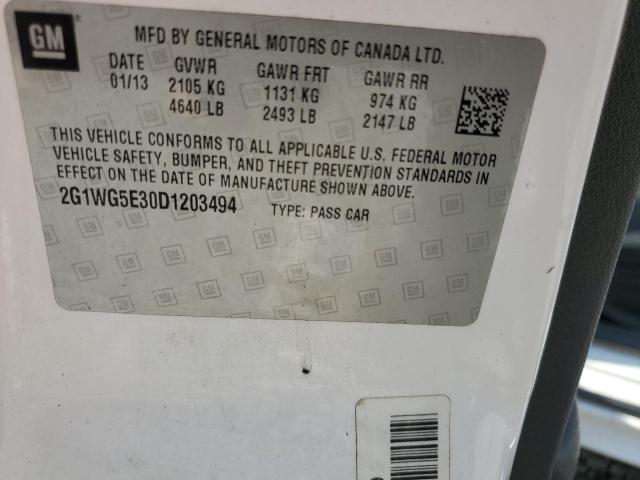 GM
MFD BY GENERAL MOTORS OF CANADA LTD.
DATE GVWR GAWR FRT GAWR RR
01/13 2105 KG 1131 KG 974 KG
4640 LB 2493 LB 2147 LB
THIS VEHICLE CONFORMS TO ALL APPLICABLE U.S. FEDERAL MOTOR
VEHICLE SAFETY, BUMPER, AND THEFT PREVENTION STANDARDS IN
EFFECT ON THE DATE OF MANUFACTURE SHOWN ABOVE.
2G1WG5E30D1203494 TYPE: PASS CAR